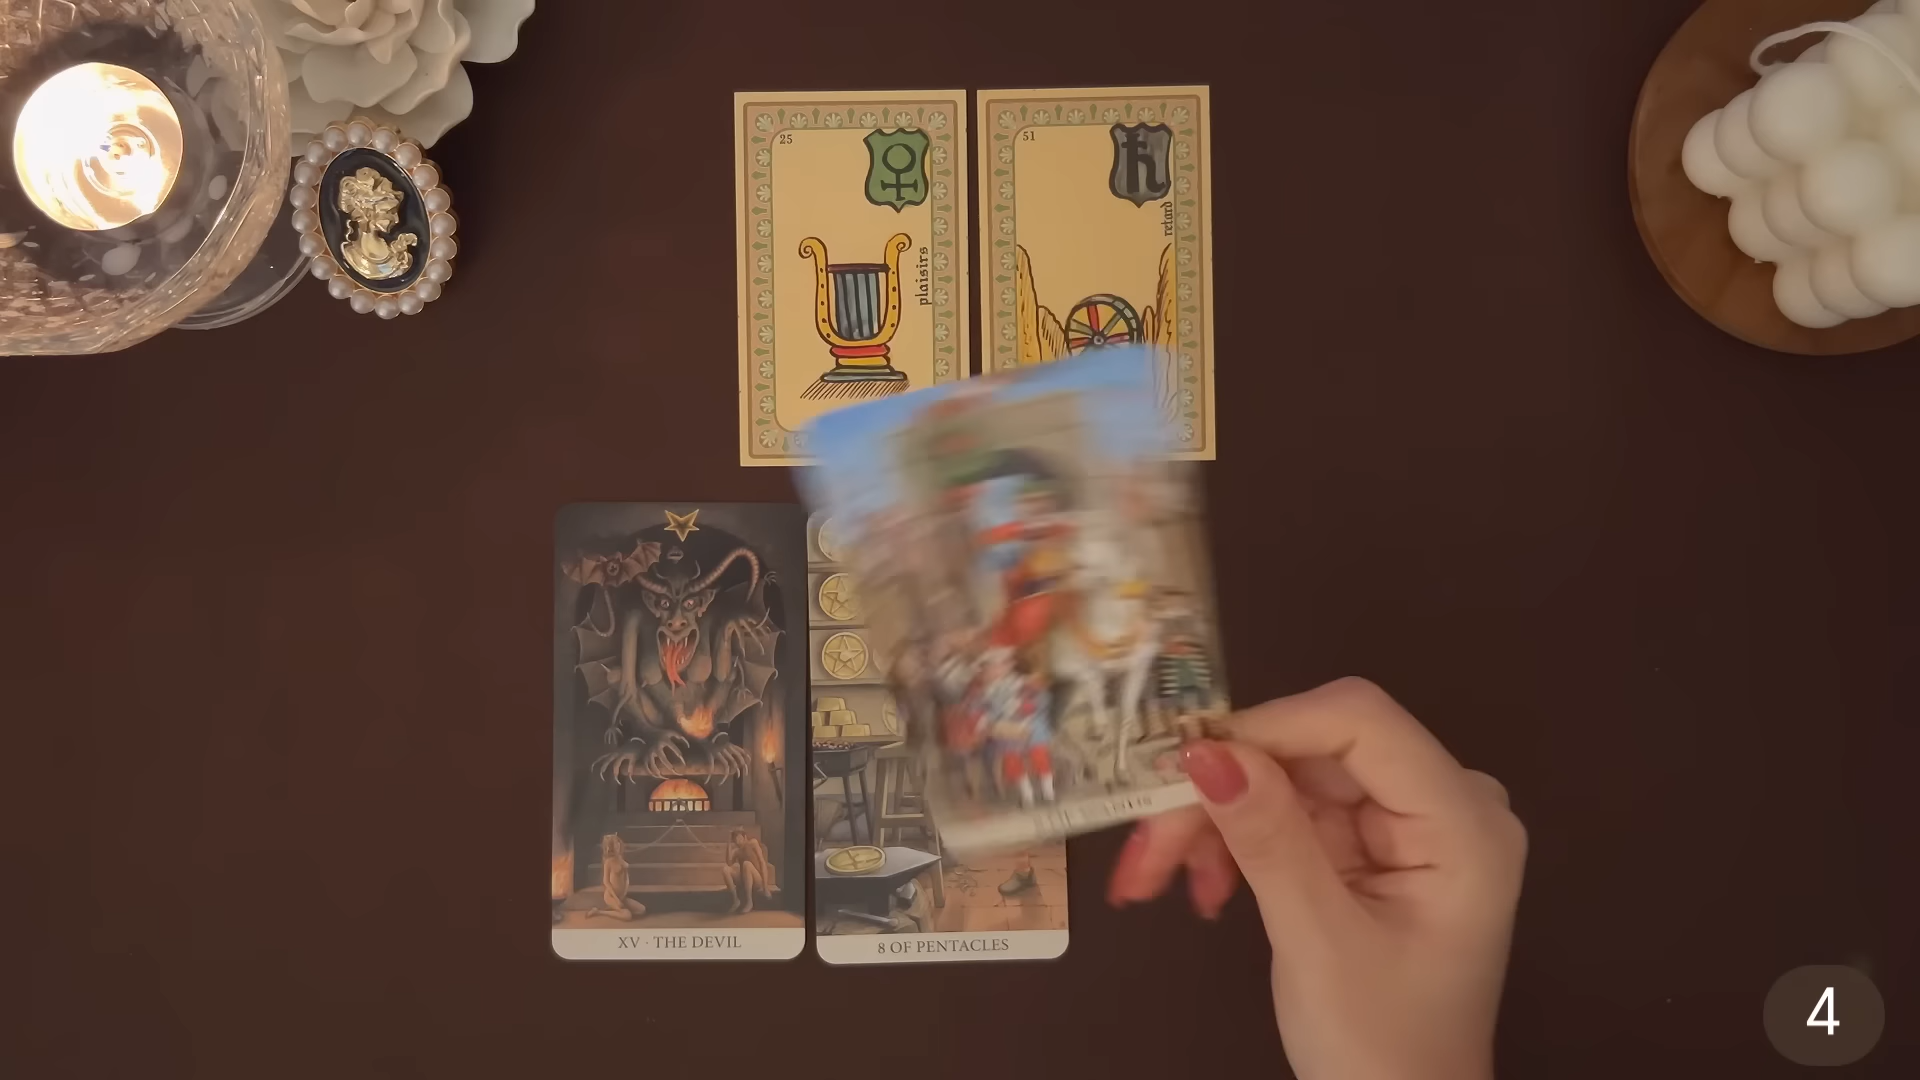 25
plaisirs
51
retard
XV · THE DEVIL
8 OF PENTACLES
4